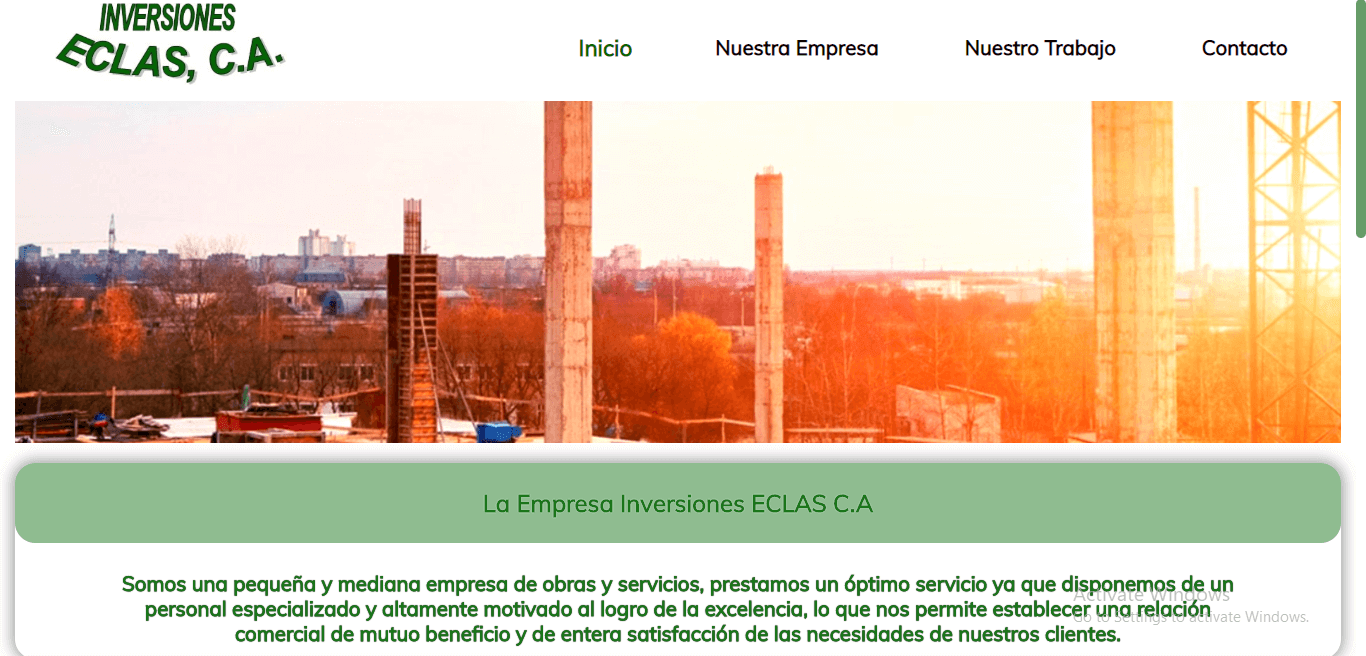 INVERSIONES
ECLAS, C.A.
Inicio
Nuestra Empresa
Nuestro Trabajo
Contacto
La Empresa Inversiones ECLAS C.A
Somos una pequeña y mediana empresa de obras y servicios, prestamos un óptimo servicio ya que disponemos de un
personal especializado y altamente motivado al logro de la excelencia, lo que nos permite establecer una relación
comercial de mutuo beneficio y de entera satisfacción de las necesidades de nuestros clientes.
Activate Windows
Go to Settings to activate Windows.